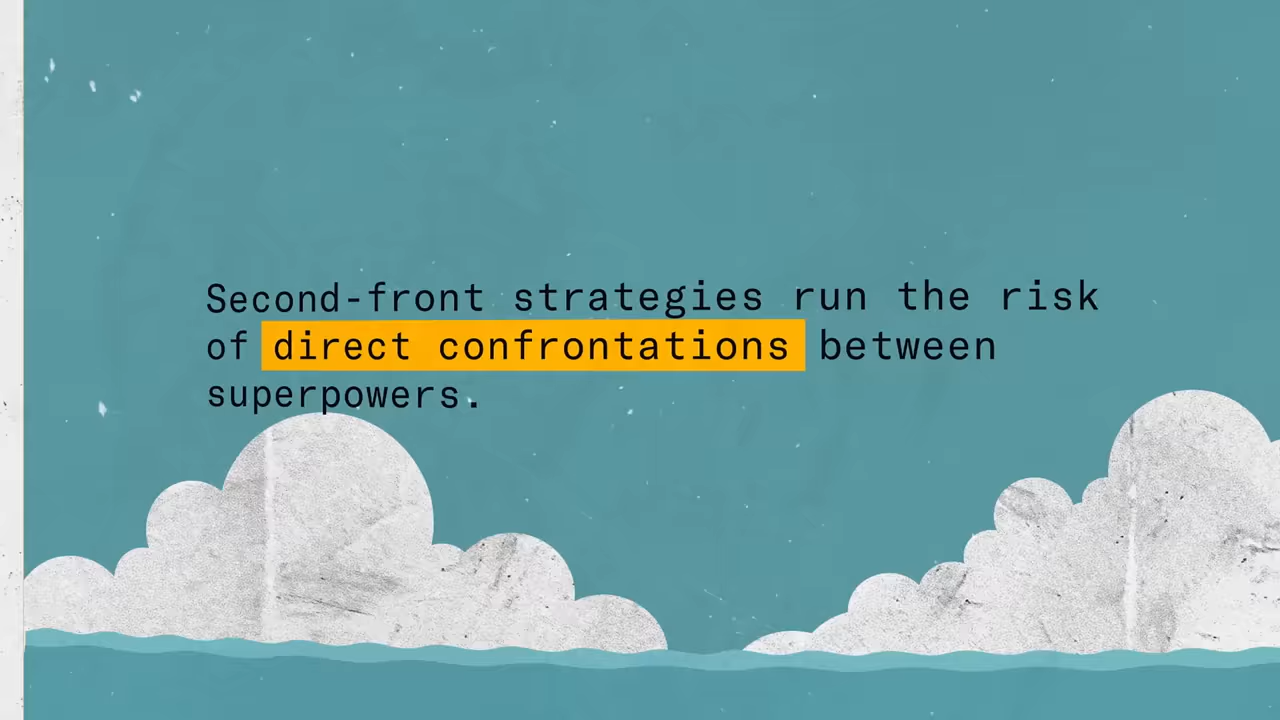 Second-front strategies run the risk
of direct confrontations between
superpowers.